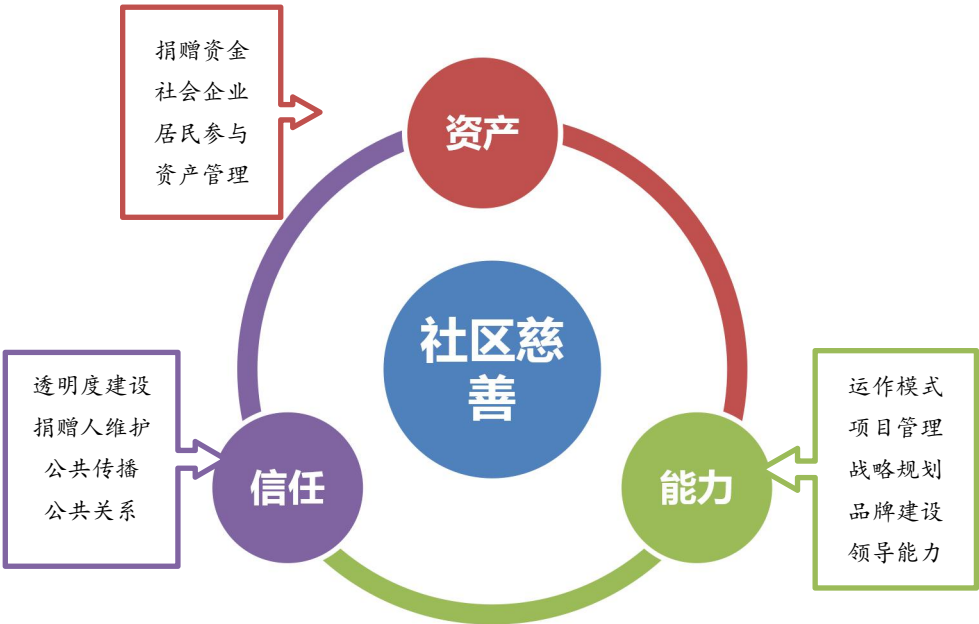 捐赠资金
社会企业
居民参与
资产管理
资产
社区慈
善
透明度建设
捐赠人维护
公共传播
公共关系
信任
能力
运作模式
项目管理
战略规划
品牌建设
领导能力